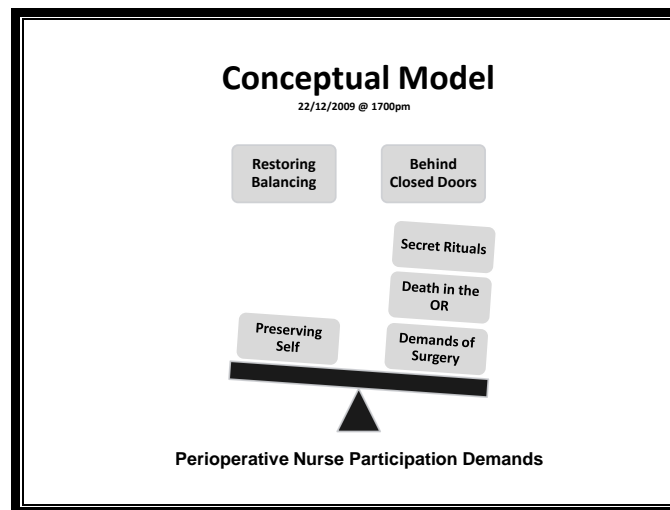 Conceptual Model
22/12/2009 @ 1700pm
Restoring
Balancing
Behind
Closed Doors
Secret Rituals
Death in the
OR
Preserving
Self
Demands of
Surgery
Perioperative Nurse Participation Demands